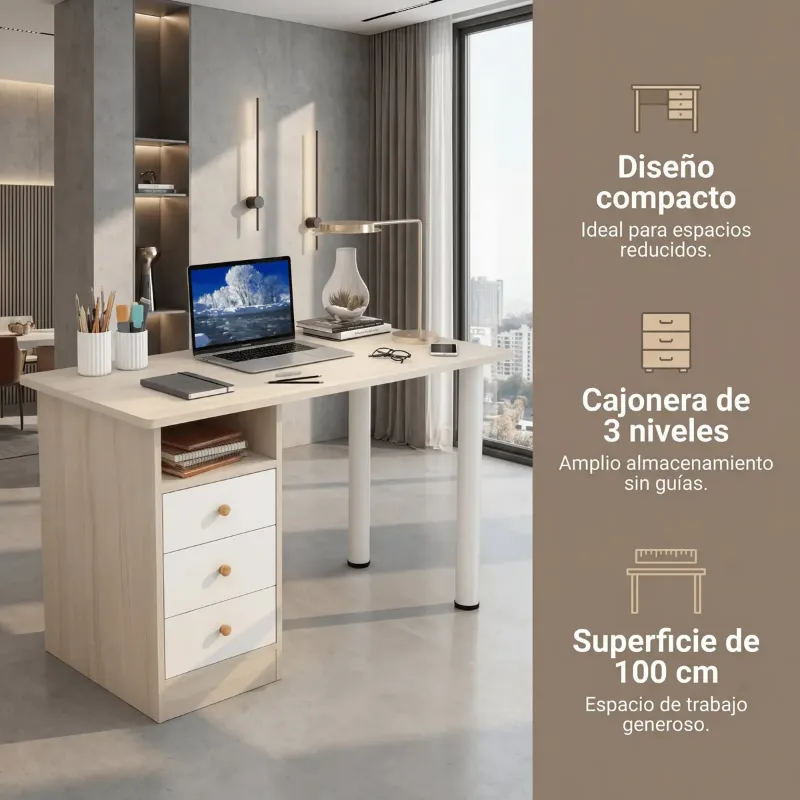 Diseño
compacto
Ideal para espacios
reducidos.
Cajonera de
3 niveles
Amplio almacenamiento
sin guías.
Superficie de
100 cm
Espacio de trabajo
generoso.